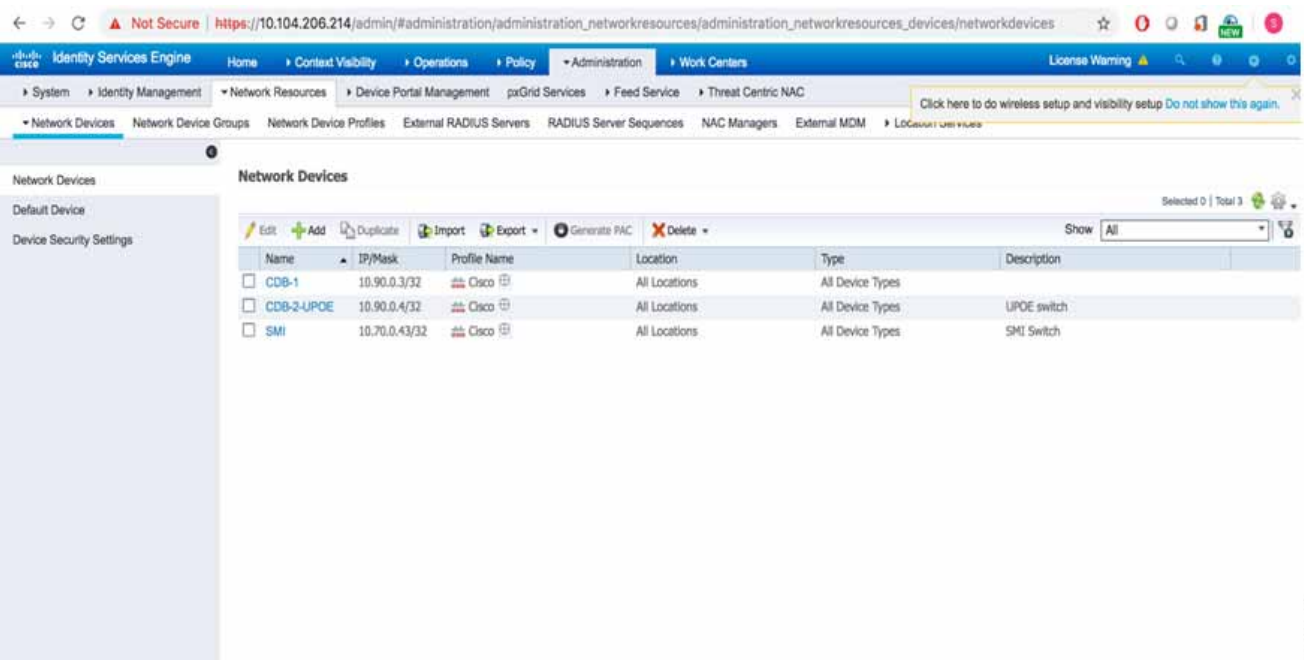 Not Secure | https://10.104.206.214/admin/#administration/administration_networkresources/administration_networkresources_devices/networkdevices
NEW
S
cisco Identity Services Engine Home Context Visibility Operations Policy Administration Work Centers License Warning
System Identity Management Network Resources Device Portal Management pxGrid Services Feed Service Threat Centric NAC
Click here to do wireless setup and visibility setup Do not show this again.
Network Devices Network Device Groups Network Device Profiles External RADIUS Servers RADIUS Server Sequences NAC Managers External MDM Location Services
Network Devices
Default Device
Device Security Settings
Network Devices
Selected 0 | Total 3
Edit Add Duplicate Import Export Generate PAC Delete Show All
Name IP/Mask Profile Name Location Type Description
CDB-1 10.90.0.3/32 Cisco All Locations All Device Types
CDB-2-UPOE 10.90.0.4/32 Cisco All Locations All Device Types UPOE switch
SMI 10.70.0.43/32 Cisco All Locations All Device Types SMI Switch